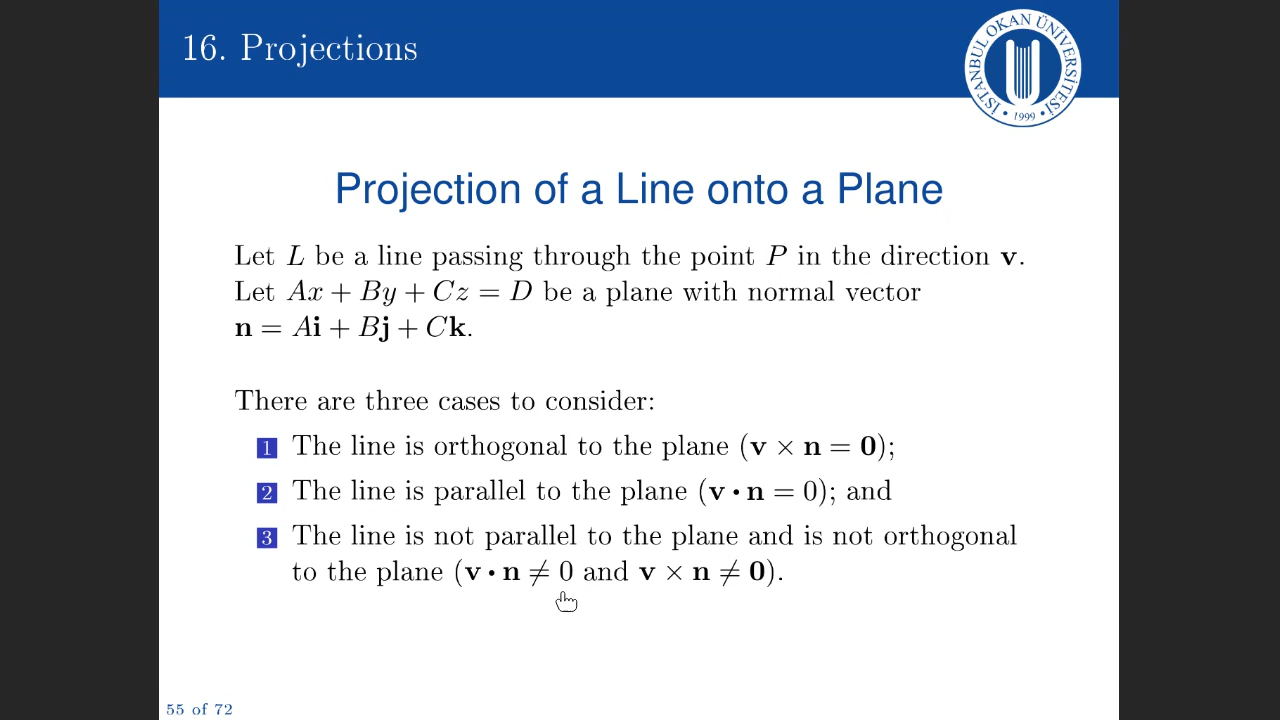 16. Projections
İSTANBUL OKAN ÜNİVERSİTESİ
• 1999 •
Projection of a Line onto a Plane
Let L be a line passing through the point P in the direction v.
Let Ax + By + Cz = D be a plane with normal vector
n = Ai + Bj + Ck.
There are three cases to consider:
1 The line is orthogonal to the plane (v × n = 0);
2 The line is parallel to the plane (v • n = 0); and
3 The line is not parallel to the plane and is not orthogonal
to the plane (v • n ≠ 0 and v × n ≠ 0).
55 of 72